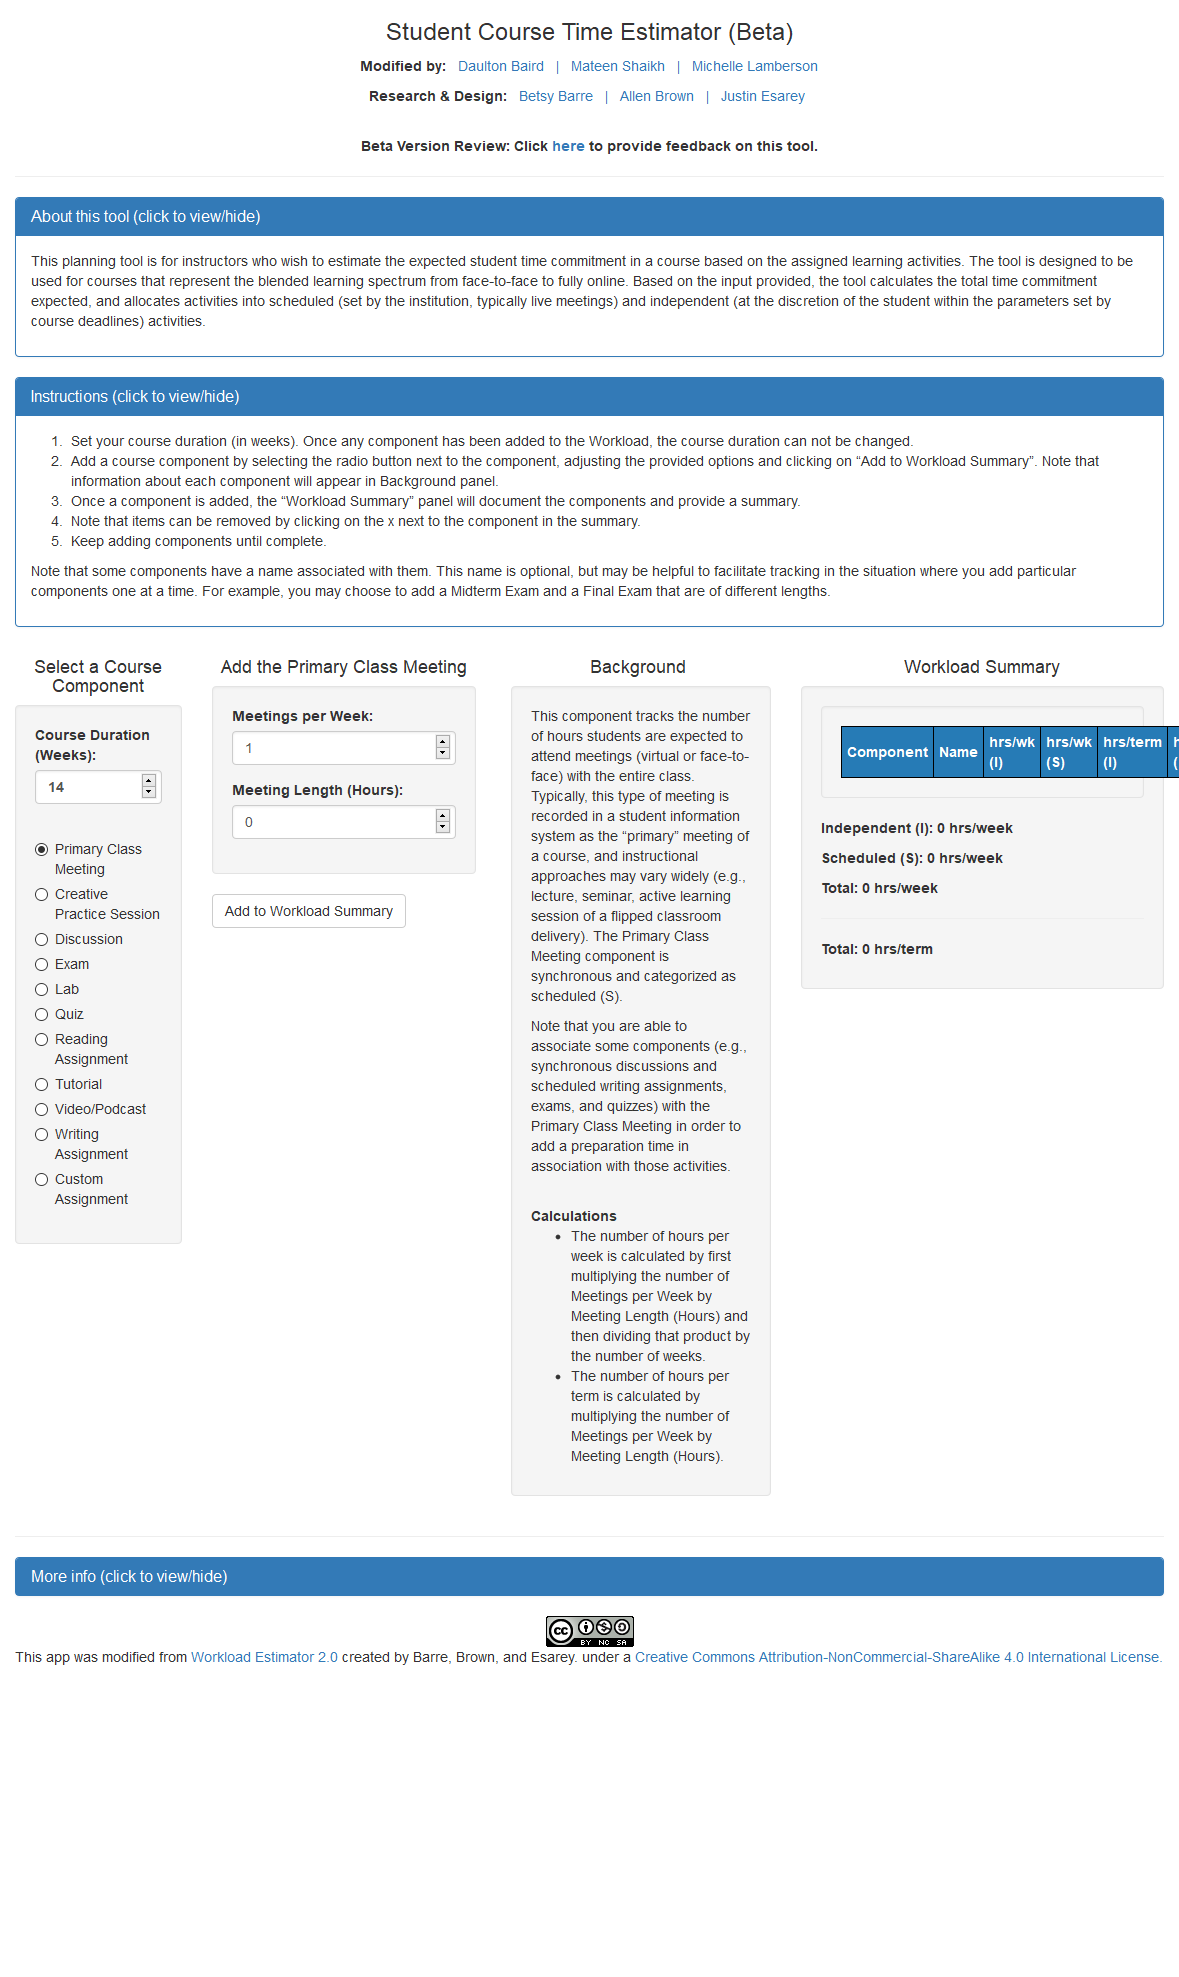 Student Course Time Estimator (Beta)
Modified by: Daulton Baird | Mateen Shaikh | Michelle Lamberson
Research & Design: Betsy Barre | Allen Brown | Justin Esarey
Beta Version Review: Click here to provide feedback on this tool.
About this tool (click to view/hide)
This planning tool is for instructors who wish to estimate the expected student time commitment in a course based on the assigned learning activities. The tool is designed to be
used for courses that represent the blended learning spectrum from face-to-face to fully online. Based on the input provided, the tool calculates the total time commitment
expected, and allocates activities into scheduled (set by the institution, typically live meetings) and independent (at the discretion of the student within the parameters set by
course deadlines) activities.
Instructions (click to view/hide)
1. Set your course duration (in weeks). Once any component has been added to the Workload, the course duration can not be changed.
2. Add a course component by selecting the radio button next to the component, adjusting the provided options and clicking on “Add to Workload Summary”. Note that
information about each component will appear in Background panel.
3. Once a component is added, the “Workload Summary” panel will document the components and provide a summary.
4. Note that items can be removed by clicking on the x next to the component in the summary.
5. Keep adding components until complete.
Note that some components have a name associated with them. This name is optional, but may be helpful to facilitate tracking in the situation where you add particular
components one at a time. For example, you may choose to add a Midterm Exam and a Final Exam that are of different lengths.
Select a Course
Component
Course Duration
(Weeks):
14
Primary Class
Meeting
Creative
Practice Session
Discussion
Exam
Lab
Quiz
Reading
Assignment
Tutorial
Video/Podcast
Writing
Assignment
Custom
Assignment
Add the Primary Class Meeting
Meetings per Week:
1
Meeting Length (Hours):
0
Add to Workload Summary
Background
This component tracks the number
of hours students are expected to
attend meetings (virtual or face-to-
face) with the entire class.
Typically, this type of meeting is
recorded in a student information
system as the “primary” meeting of
a course, and instructional
approaches may vary widely (e.g.,
lecture, seminar, active learning
session of a flipped classroom
delivery). The Primary Class
Meeting component is
synchronous and categorized as
scheduled (S).
Note that you are able to
associate some components (e.g.,
synchronous discussions and
scheduled writing assignments,
exams, and quizzes) with the
Primary Class Meeting in order to
add a preparation time in
association with those activities.
Calculations
• The number of hours per
week is calculated by first
multiplying the number of
Meetings per Week by
Meeting Length (Hours) and
then dividing that product by
the number of weeks.
• The number of hours per
term is calculated by
multiplying the number of
Meetings per Week by
Meeting Length (Hours).
Workload Summary
Component Name hrs/wk (I) hrs/wk (S) hrs/term (I)
Independent (I): 0 hrs/week
Scheduled (S): 0 hrs/week
Total: 0 hrs/week
Total: 0 hrs/term
More info (click to view/hide)
cc BY NC SA
This app was modified from Workload Estimator 2.0 created by Barre, Brown, and Esarey. under a Creative Commons Attribution-NonCommercial-ShareAlike 4.0 International License.